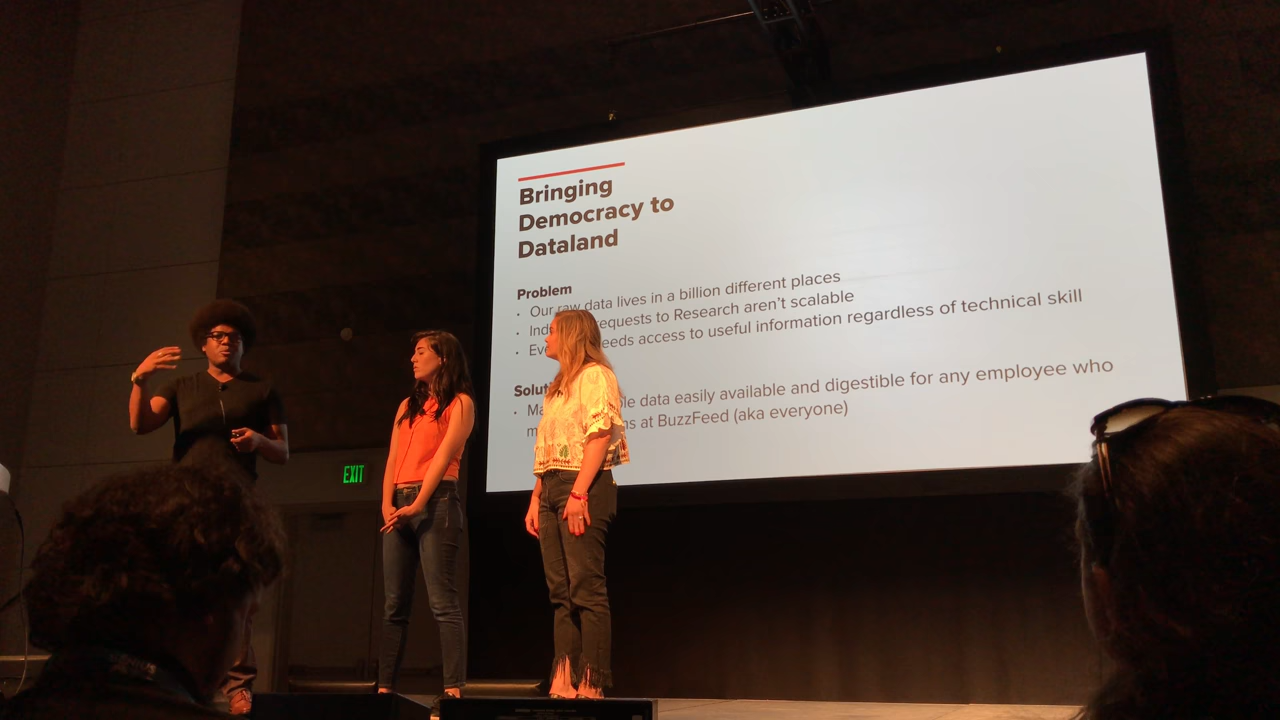 Bringing
Democracy to
Dataland
Problem
• Our raw data lives in a billion different places
• requests to Research aren't scalable
• needs access to useful information regardless of technical skill
• data easily available and digestible for any employee who
at BuzzFeed (aka everyone)
EXIT